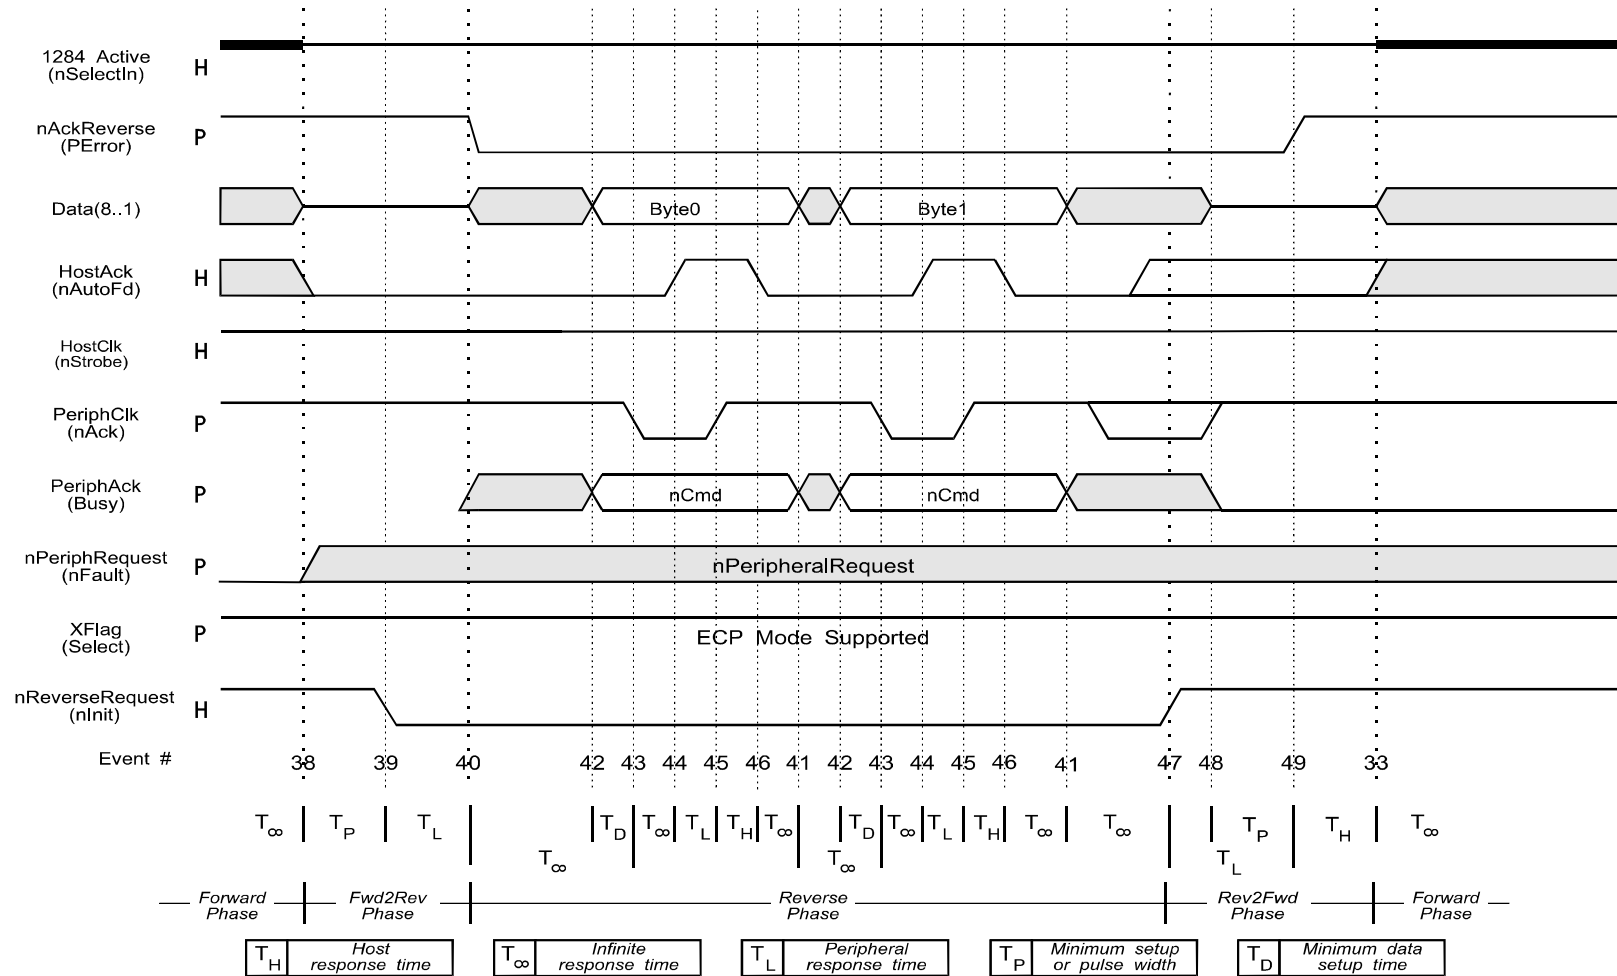 1284 Active
(nSelectIn)
H
nAckReverse
(PError)
P
Data(8..1)
Byte0
Byte1
HostAck
(nAutoFd)
H
HostClk
(nStrobe)
H
PeriphClk
(nAck)
P
PeriphAck
(Busy)
P
nCmd
nCmd
nPeriphRequest
(nFault)
P
nPeripheralRequest
XFlag
(Select)
P
ECP Mode Supported
nReverseRequest
(nInit)
H
Event #
38 39 40 42 43 44 45 46 41 42 43 44 45 46 41 47 48 49 33
T∞ TP TL TD T∞ TL TH T∞ TD T∞ TL TH T∞ T∞ TP TH T∞
T∞ T∞ TL
Forward
Phase
Fwd2Rev
Phase
Reverse
Phase
Rev2Fwd
Phase
Forward
Phase
TH
Host
response time
T∞
Infinite
response time
TL
Peripheral
response time
TP
Minimum setup
or pulse width
TD
Minimum data
setup time